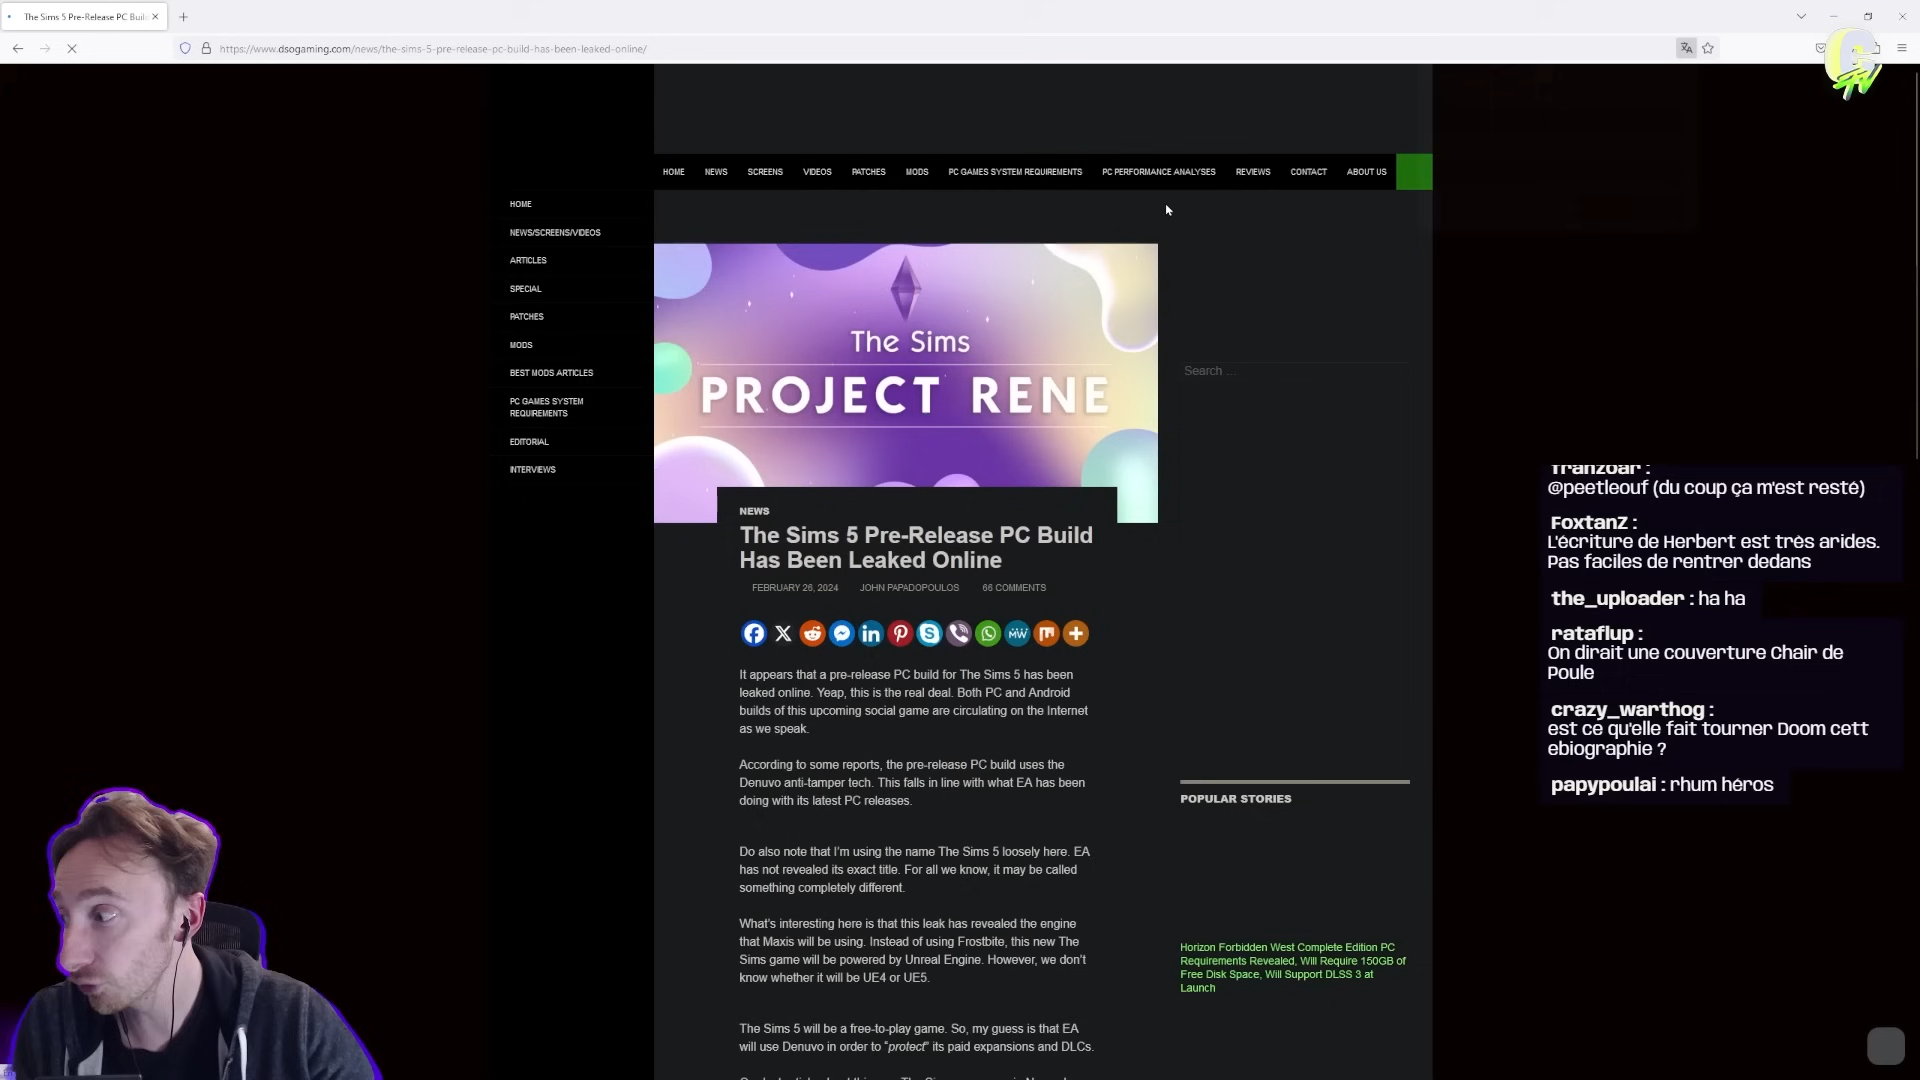 The Sims 5 Pre-Release PC Buil
https://www.dsogaming.com/news/the-sims-5-pre-release-pc-build-has-been-leaked-online/
HOME NEWS SCREENS VIDEOS PATCHES MODS PC GAMES SYSTEM REQUIREMENTS PC PERFORMANCE ANALYSES REVIEWS CONTACT ABOUT US
HOME
NEWS/SCREENS/VIDEOS
ARTICLES
SPECIAL
PATCHES
MODS
BEST MODS ARTICLES
PC GAMES SYSTEM
REQUIREMENTS
EDITORIAL
INTERVIEWS
The Sims
PROJECT RENE
NEWS
The Sims 5 Pre-Release PC Build
Has Been Leaked Online
FEBRUARY 26, 2024 JOHN PAPADOPOULOS 66 COMMENTS
MW
It appears that a pre-release PC build for The Sims 5 has been
leaked online. Yeap, this is the real deal. Both PC and Android
builds of this upcoming social game are circulating on the Internet
as we speak.
According to some reports, the pre-release PC build uses the
Denuvo anti-tamper tech. This falls in line with what EA has been
doing with its latest PC releases.
Do also note that I'm using the name The Sims 5 loosely here. EA
has not revealed its exact title. For all we know, it may be called
something completely different.
What's interesting here is that this leak has revealed the engine
that Maxis will be using. Instead of using Frostbite, this new The
Sims game will be powered by Unreal Engine. However, we don't
know whether it will be UE4 or UE5.
The Sims 5 will be a free-to-play game. So, my guess is that EA
will use Denuvo in order to "protect" its paid expansions and DLCs.
Search ...
POPULAR STORIES
Horizon Forbidden West Complete Edition PC
Requirements Revealed, Will Require 150GB of
Free Disk Space, Will Support DLSS 3 at
Launch
G TV
franzoar :
@peetleouf (du coup ça m'est resté)
FoxtanZ :
L'écriture de Herbert est très arides.
Pas faciles de rentrer dedans
the_uploader : ha ha
rataflup :
On dirait une couverture Chair de
Poule
crazy_warthog :
est ce qu'elle fait tourner Doom cett
ebiographie ?
papypoulai : rhum héros